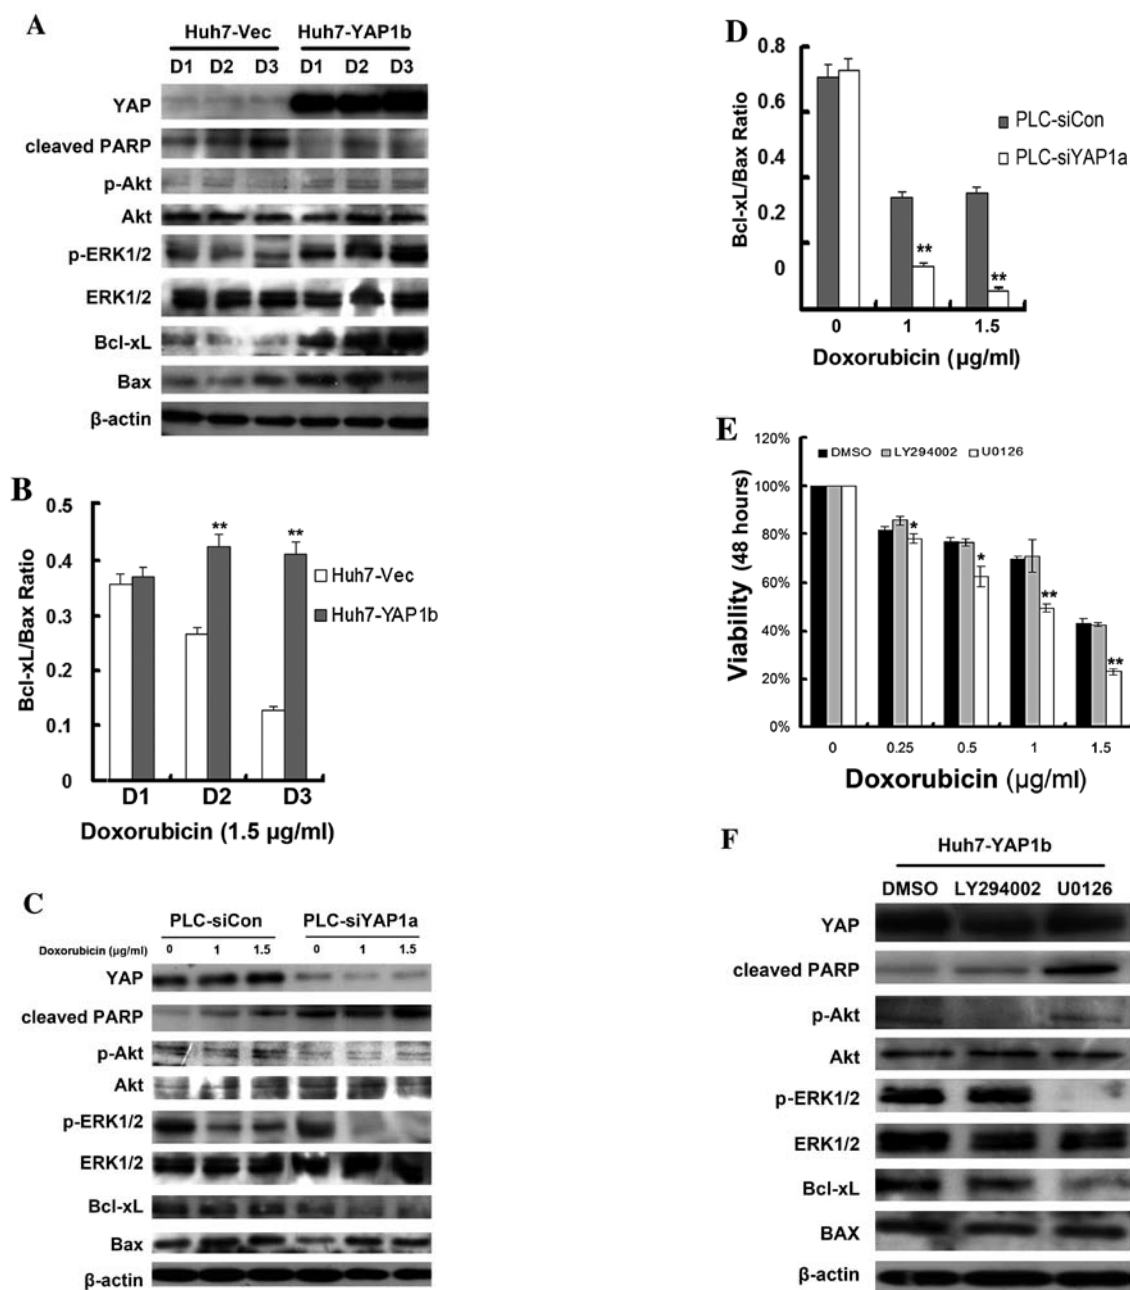 A
Huh7-Vec Huh7-YAP1b
D1 D2 D3 D1 D2 D3
YAP
cleaved PARP
p-Akt
Akt
p-ERK1/2
ERK1/2
Bcl-xL
Bax
β-actin
B
Bcl-xL/Bax Ratio
0.5
0.4
0.3
0.2
0.1
0
** **
Huh7-Vec
Huh7-YAP1b
D1 D2 D3
Doxorubicin (1.5 µg/ml)
C
PLC-siCon PLC-siYAP1a
Doxorubicin (µg/ml) 0 1 1.5 0 1 1.5
YAP
cleaved PARP
p-Akt
Akt
p-ERK1/2
ERK1/2
Bcl-xL
Bax
β-actin
D
Bcl-xL/Bax Ratio
0.8
0.6
0.4
0.2
0
PLC-siCon
PLC-siYAP1a
**
**
0 1 1.5
Doxorubicin (µg/ml)
E
Viability (48 hours)
120%
100%
80%
60%
40%
20%
0%
DMSO LY294002 U0126
*
*
**
**
0 0.25 0.5 1 1.5
Doxorubicin (µg/ml)
F
Huh7-YAP1b
DMSO LY294002 U0126
YAP
cleaved PARP
p-Akt
Akt
p-ERK1/2
ERK1/2
Bcl-xL
BAX
β-actin